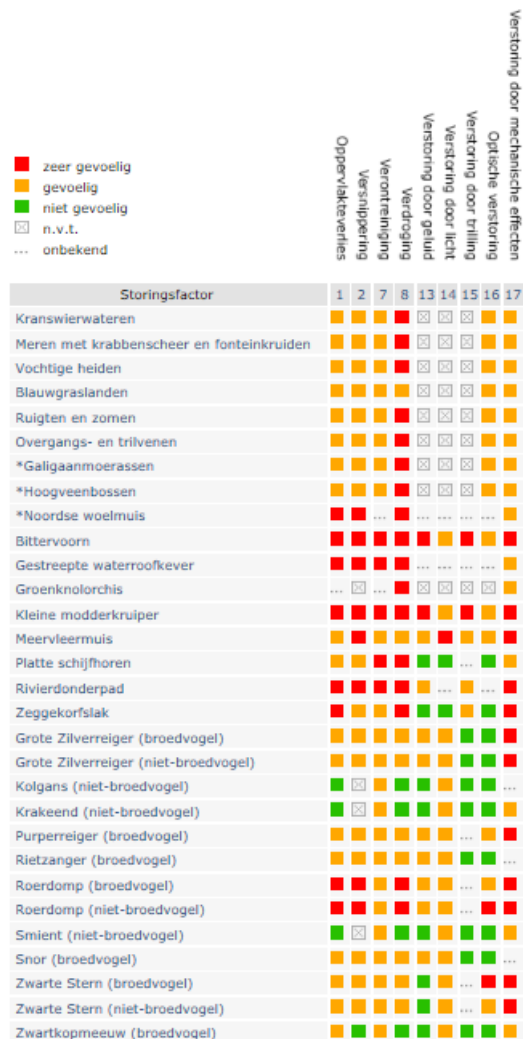 Oppervlakteverlies
Versnippering
Verontreiniging
Verdroging
Verstoring door geluid
Verstoring door licht
Verstoring door trilling
Optische verstoring
Verstoring door mechanische effecten
zeer gevoelig
gevoelig
niet gevoelig
n.v.t.
... onbekend
Storingsfactor 1 2 7 8 13 14 15 16 17
Kranswierwateren
Meren met krabbenscheer en fonteinkruiden
Vochtige heiden
Blauwgraslanden
Ruigten en zomen
Overgangs- en trilvenen
*Galigaanmoerassen
*Hoogveenbossen
*Noordse woelmuis ... ... ... ... ...
Bittervoorn
Gestreepte waterroofkever ... ... ... ...
Groenknolorchis ... ...
Kleine modderkruiper
Meervleermuis
Platte schijfhoren ...
Rivierdonderpad ... ...
Zeggekorfslak
Grote Zilverreiger (broedvogel)
Grote Zilverreiger (niet-broedvogel)
Kolgans (niet-broedvogel) ...
Krakeend (niet-broedvogel)
Purperreiger (broedvogel) ...
Rietzanger (broedvogel)
Roerdomp (broedvogel) ...
Roerdomp (niet-broedvogel) ...
Smient (niet-broedvogel)
Snor (broedvogel) ...
Zwarte Stern (broedvogel) ...
Zwarte Stern (niet-broedvogel) ...
Zwartkopmeeuw (broedvogel)